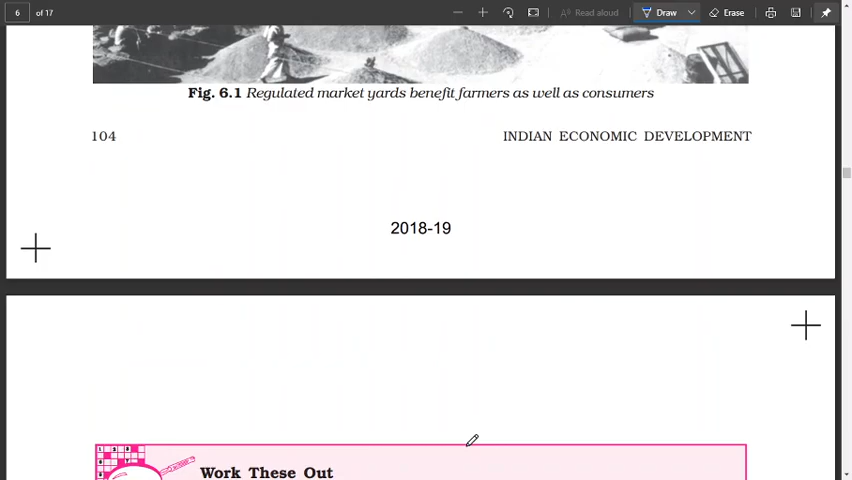 6 of 17 Read aloud Draw Erase
Fig. 6.1 Regulated market yards benefit farmers as well as consumers
104 INDIAN ECONOMIC DEVELOPMENT
2018-19
Work These Out